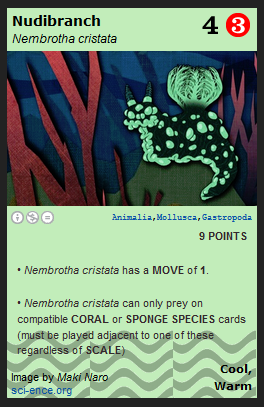 Nudibranch
Nembrotha cristata
4 3
Animalia,Mollusca,Gastropoda
9 POINTS
• Nembrotha cristata has a MOVE of 1.
• Nembrotha cristata can only prey on
compatible CORAL or SPONGE SPECIES cards
(must be played adjacent to one of these
regardless of SCALE)
Image by Maki Naro
sci-ence.org
Cool,
Warm